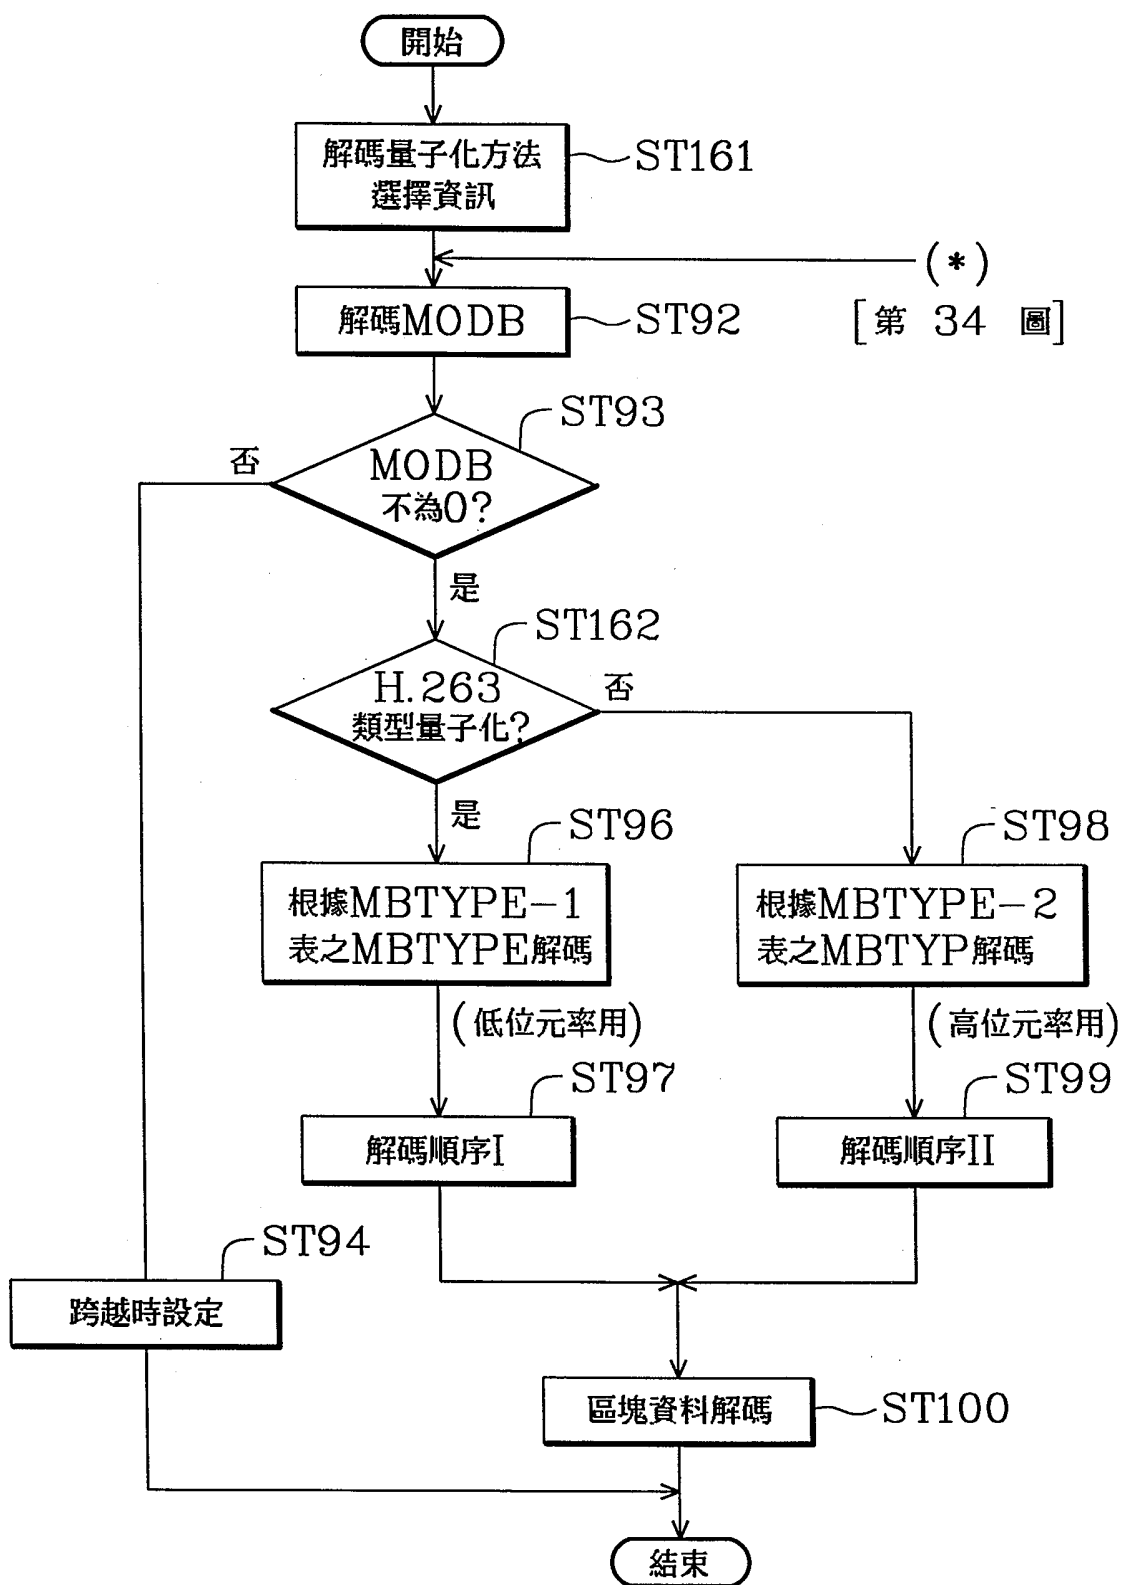 開始
解碼量子化方法
選擇資訊
ST161
(*)
[第 34 圖]
解碼MODB
ST92
ST93
MODB
不為0?
否
是
ST162
H.263
類型量子化?
否
是
ST96
根據MBTYPE-1
表之MBTYPE解碼
ST98
根據MBTYPE-2
表之MBTYP解碼
(低位元率用)
(高位元率用)
ST97
解碼順序I
ST99
解碼順序II
ST94
跨越時設定
區塊資料解碼
ST100
結束